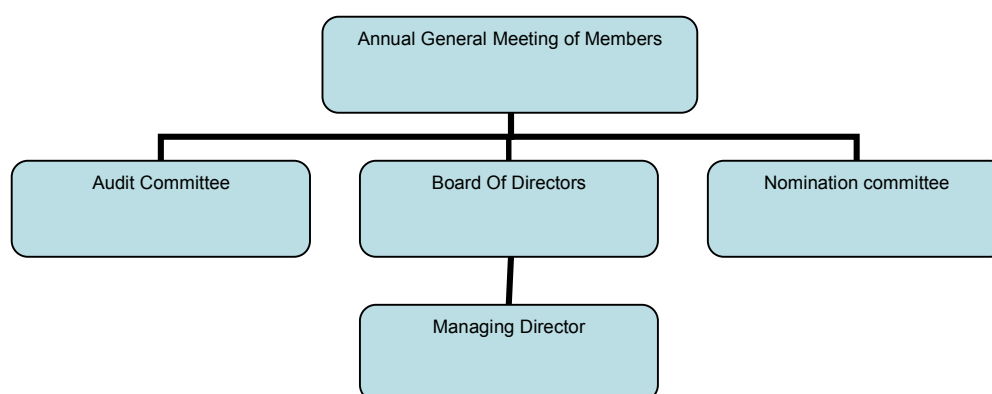 Annual General Meeting of Members
Audit Committee
Board Of Directors
Nomination committee
Managing Director